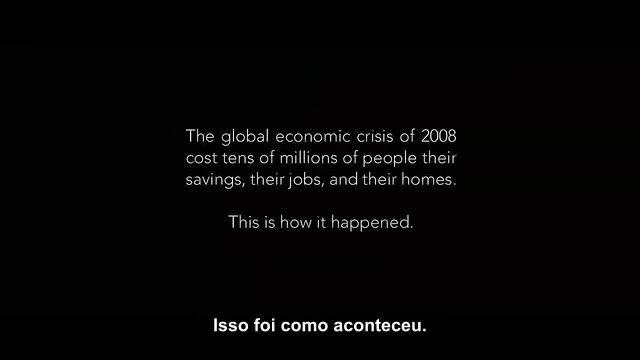 The global economic crisis of 2008
cost tens of millions of people their
savings, their jobs, and their homes.
This is how it happened.
Isso foi como aconteceu.